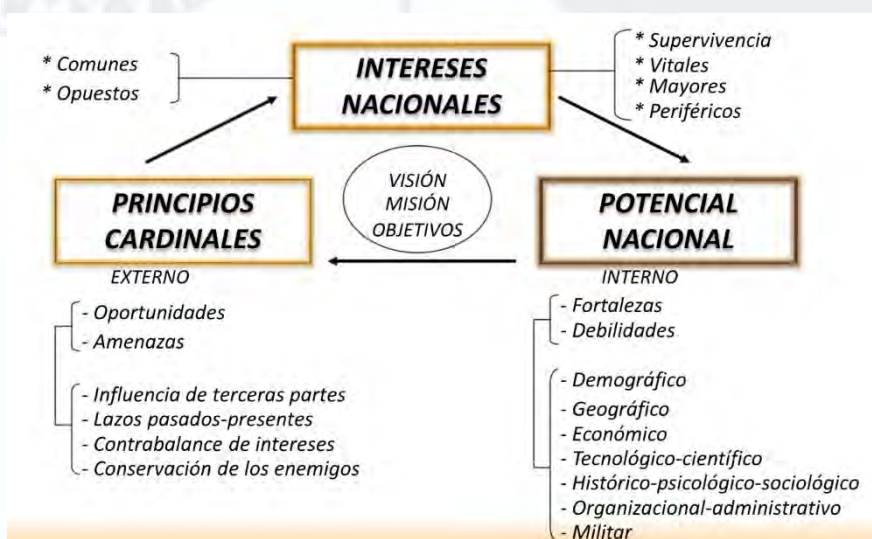 * Comunes
* Opuestos
INTERESES
NACIONALES
* Supervivencia
* Vitales
* Mayores
* Periféricos
PRINCIPIOS
CARDINALES
VISIÓN
MISIÓN
OBJETIVOS
POTENCIAL
NACIONAL
EXTERNO
- Oportunidades
- Amenazas
- Influencia de terceras partes
- Lazos pasados-presentes
- Contrabalance de intereses
- Conservación de los enemigos
INTERNO
- Fortalezas
- Debilidades
- Demográfico
- Geográfico
- Económico
- Tecnológico-científico
- Histórico-psicológico-sociológico
- Organizacional-administrativo
- Militar